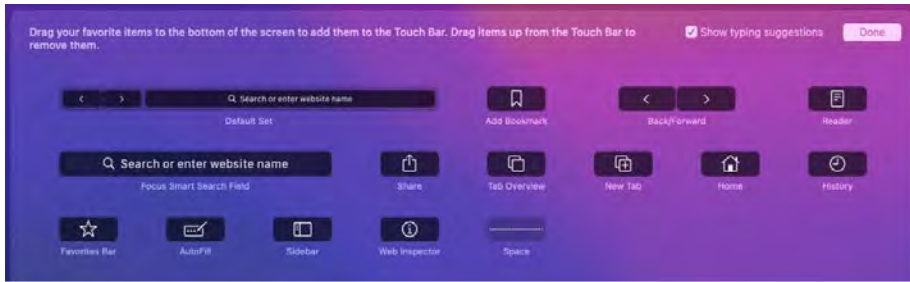 Drag your favorite items to the bottom of the screen to add them to the Touch Bar. Drag items up from the Touch Bar to
remove them.
Show typing suggestions
Done
Search or enter website name
Default Set
Add Bookmark
Back/Forward
Reader
Search or enter website name
Focus Smart Search Field
Share
Tab Overview
New Tab
Home
History
Favorites Bar
AutoFill
Sidebar
Web Inspector
Space